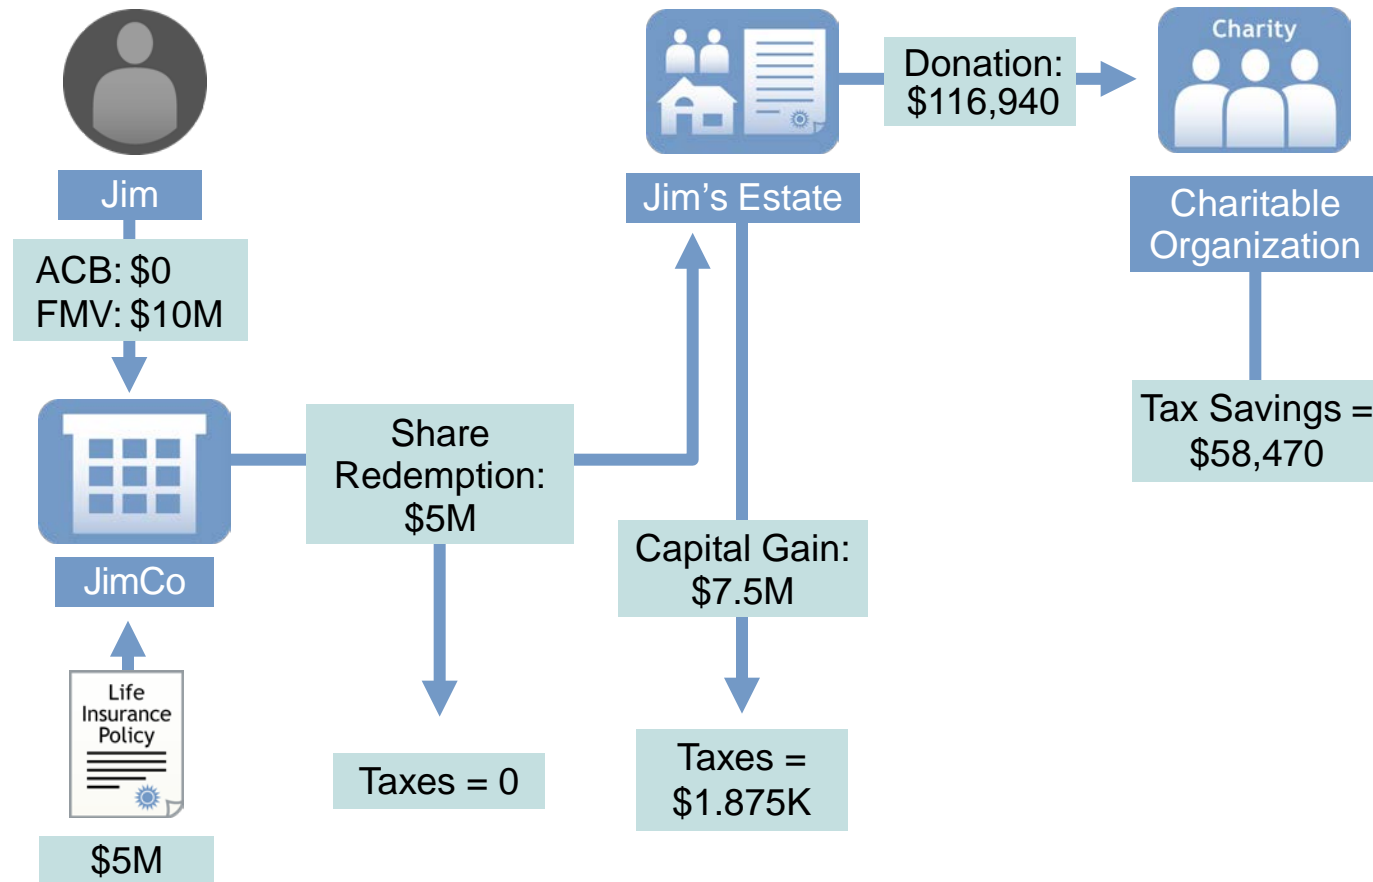 Jim
ACB: $0
FMV: $10M
JimCo
Life
Insurance
Policy
$5M
Share
Redemption:
$5M
Taxes = 0
Jim's Estate
Capital Gain:
$7.5M
Taxes =
$1.875K
Donation:
$116,940
Charity
Charitable
Organization
Tax Savings =
$58,470